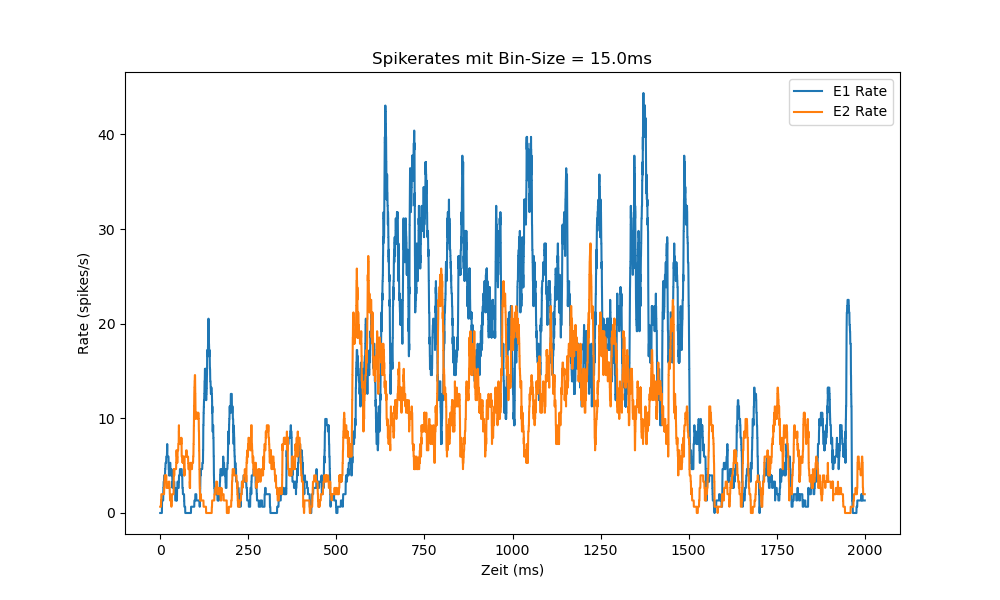 Spikerates mit Bin-Size = 15.0ms
E1 Rate
E2 Rate
Rate (spikes/s)
40
30
20
10
0
0 250 500 750 1000 1250 1500 1750 2000
Zeit (ms)